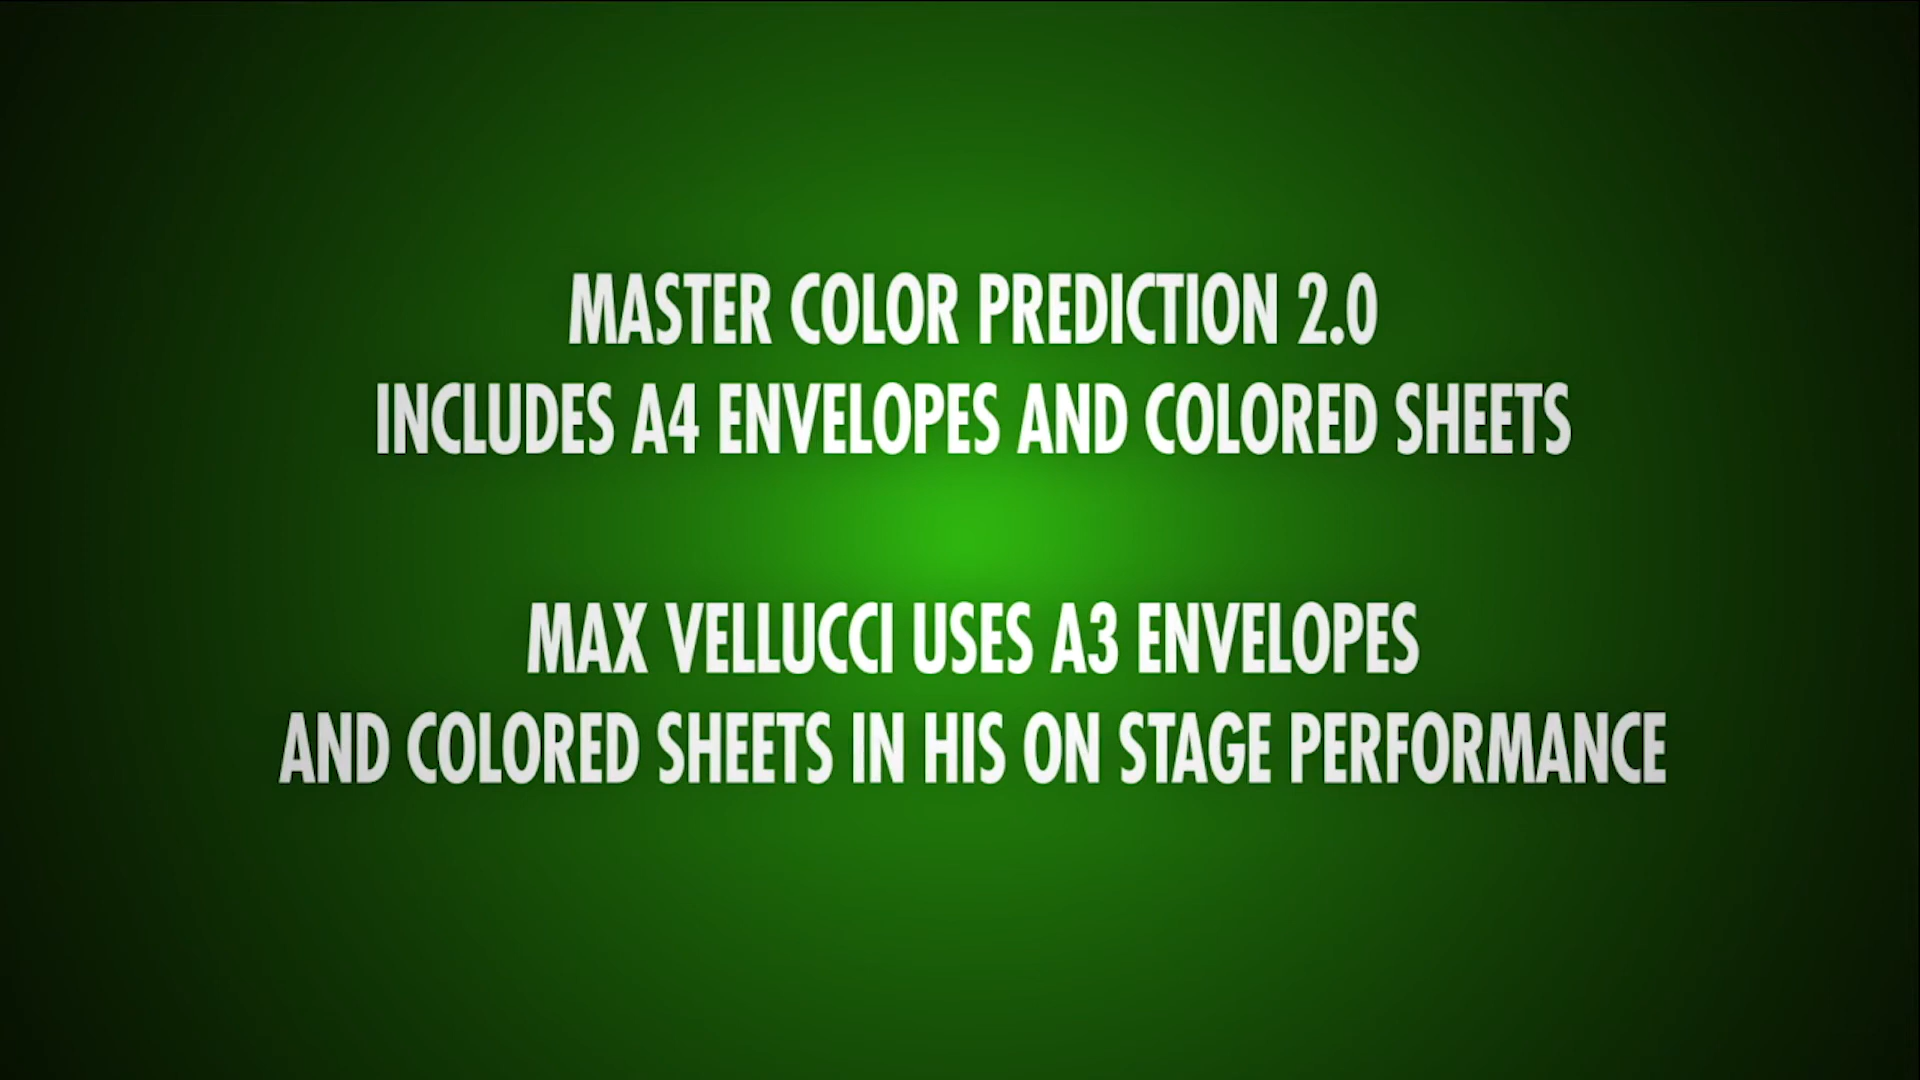 MASTER COLOR PREDICTION 2.0
INCLUDES A4 ENVELOPES AND COLORED SHEETS
MAX VELLUCCI USES A3 ENVELOPES
AND COLORED SHEETS IN HIS ON STAGE PERFORMANCE